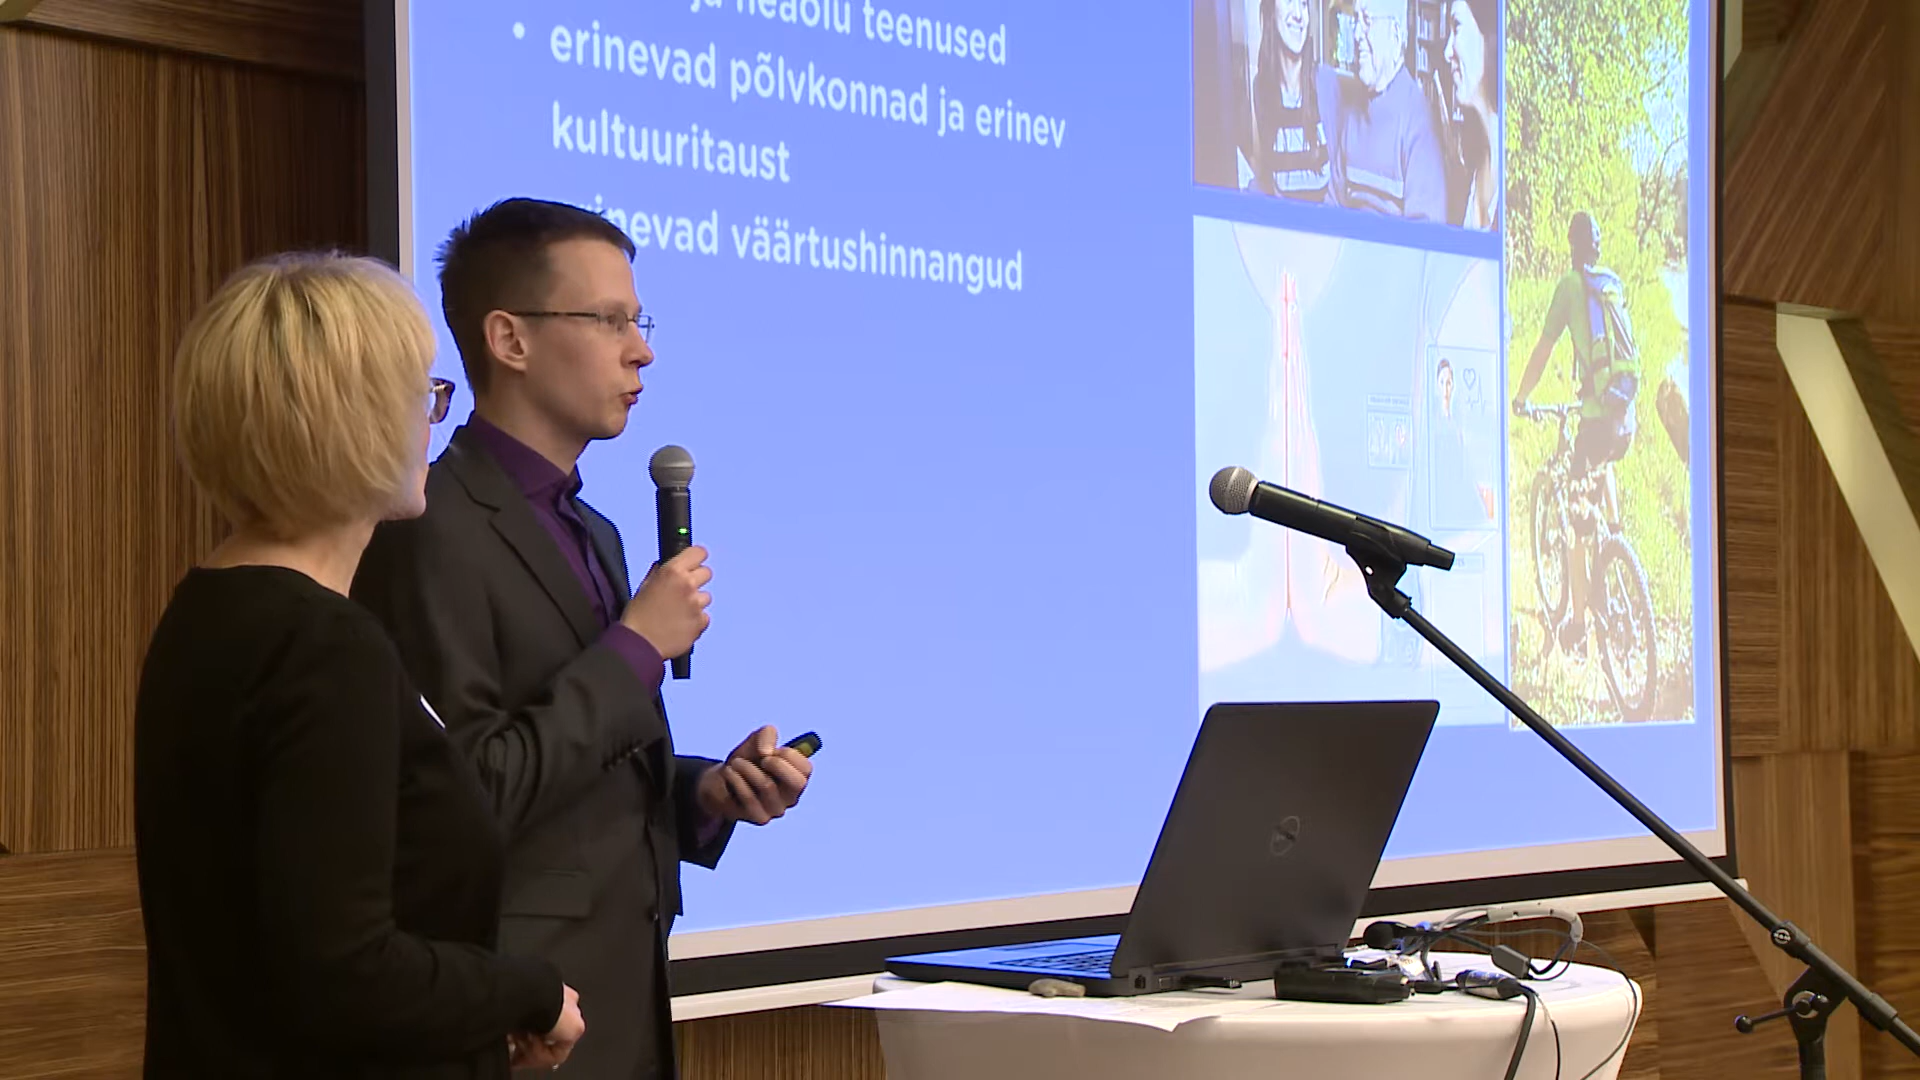 ja heaolu teenused
• erinevad põlvkonnad ja erinev
kultuuritaust
erinevad väärtushinnangud